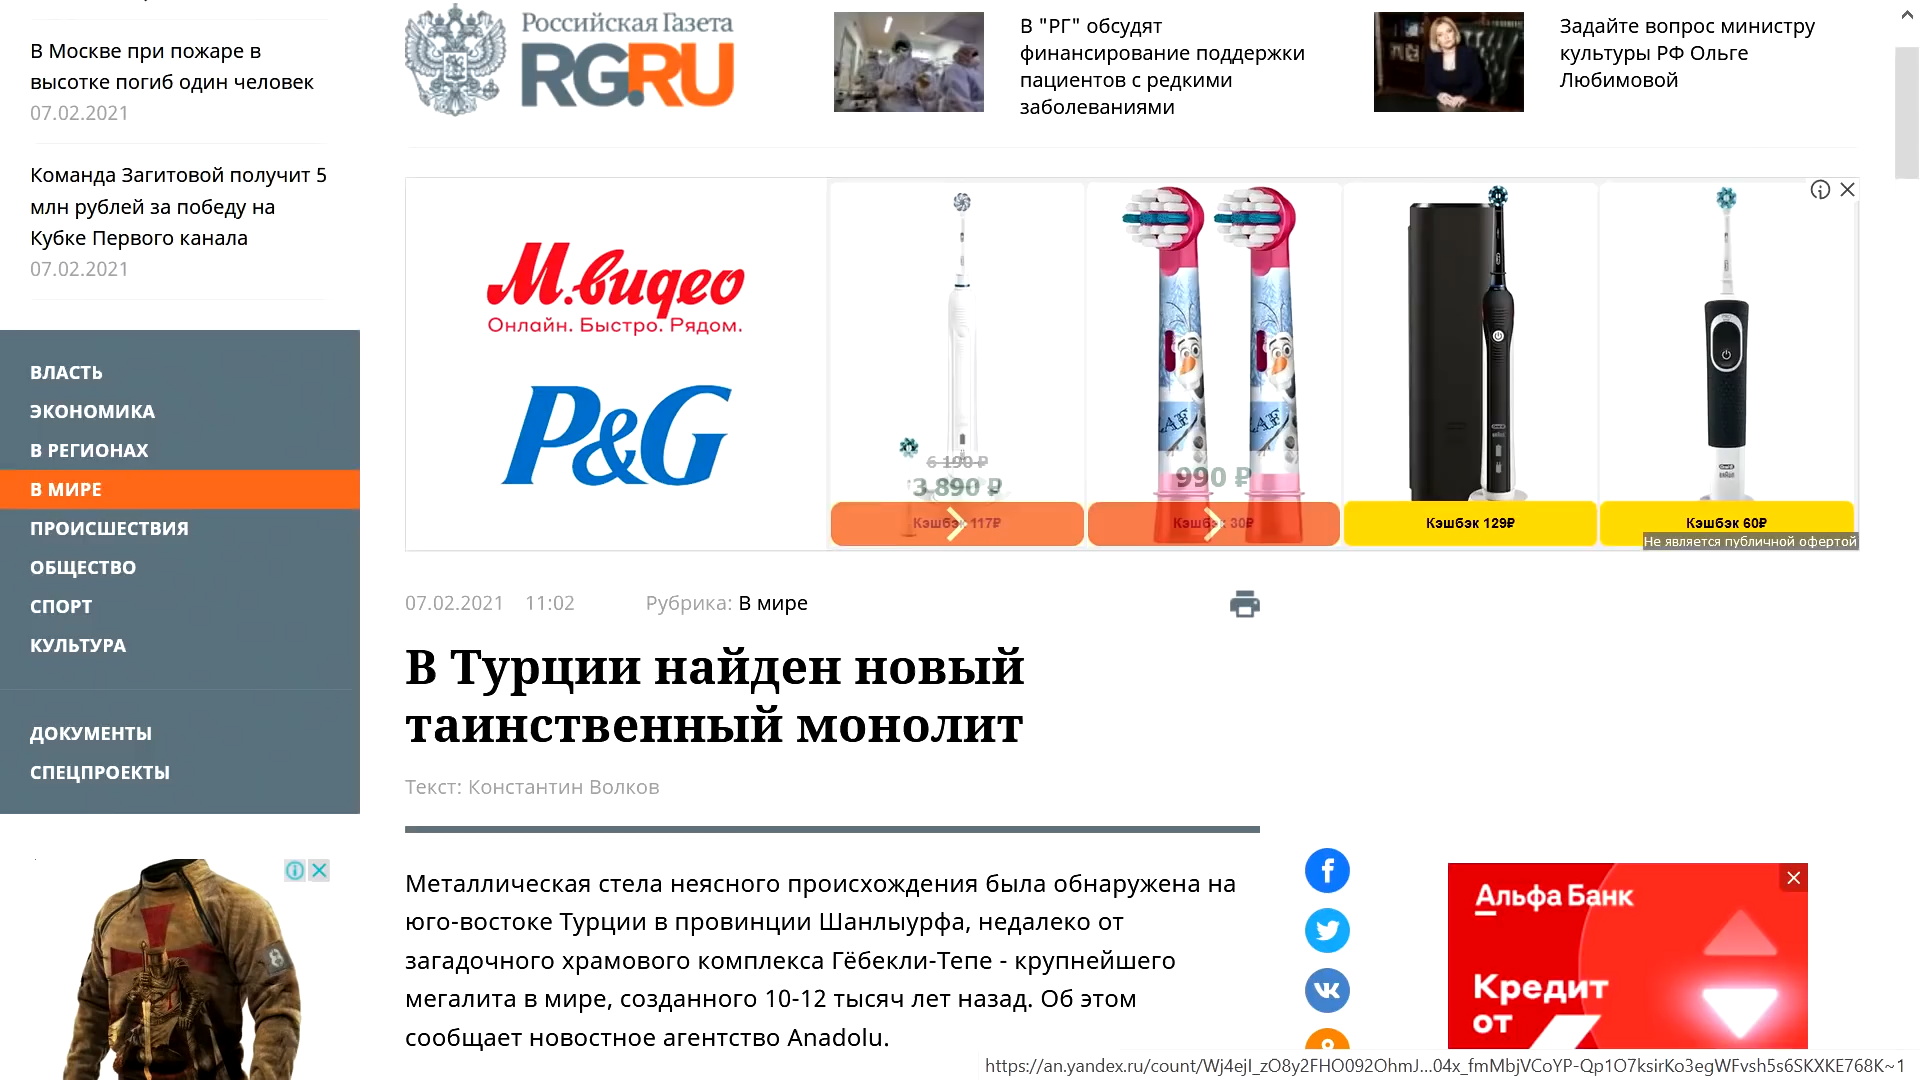 В Москве при пожаре в
высотке погиб один человек
07.02.2021
Команда Загитовой получит 5
млн рублей за победу на
Кубке Первого канала
07.02.2021
ВЛАСТЬ
ЭКОНОМИКА
В РЕГИОНАХ
В МИРЕ
ПРОИСШЕСТВИЯ
ОБЩЕСТВО
СПОРТ
КУЛЬТУРА
ДОКУМЕНТЫ
СПЕЦПРОЕКТЫ
Российская Газета
RG.RU
В "РГ" обсудят
финансирование поддержки
пациентов с редкими
заболеваниями
Задайте вопрос министру
культуры РФ Ольге
Любимовой
М.видео
Онлайн. Быстро. Рядом.
P&G
6 190 ₽
3 890 ₽
Кэшбэк 117₽
990 ₽
Кэшбэк 30₽
Кэшбэк 129₽
Кэшбэк 60₽
Не является публичной офертой
07.02.2021 11:02 Рубрика: В мире
В Турции найден новый
таинственный монолит
Текст: Константин Волков
Металлическая стела неясного происхождения была обнаружена на
юго-востоке Турции в провинции Шанлыурфа, недалеко от
загадочного храмового комплекса Гёбекли-Тепе - крупнейшего
мегалита в мире, созданного 10-12 тысяч лет назад. Об этом
сообщает новостное агентство Anadolu.
Альфа Банк
Кредит
от
https://an.yandex.ru/count/Wj4ejI_zO8y2FHO092OhmJ...04x_fmMbjVCoYP-Qp1O7ksirKo3egWFvsh5s6SKXKE768K~1